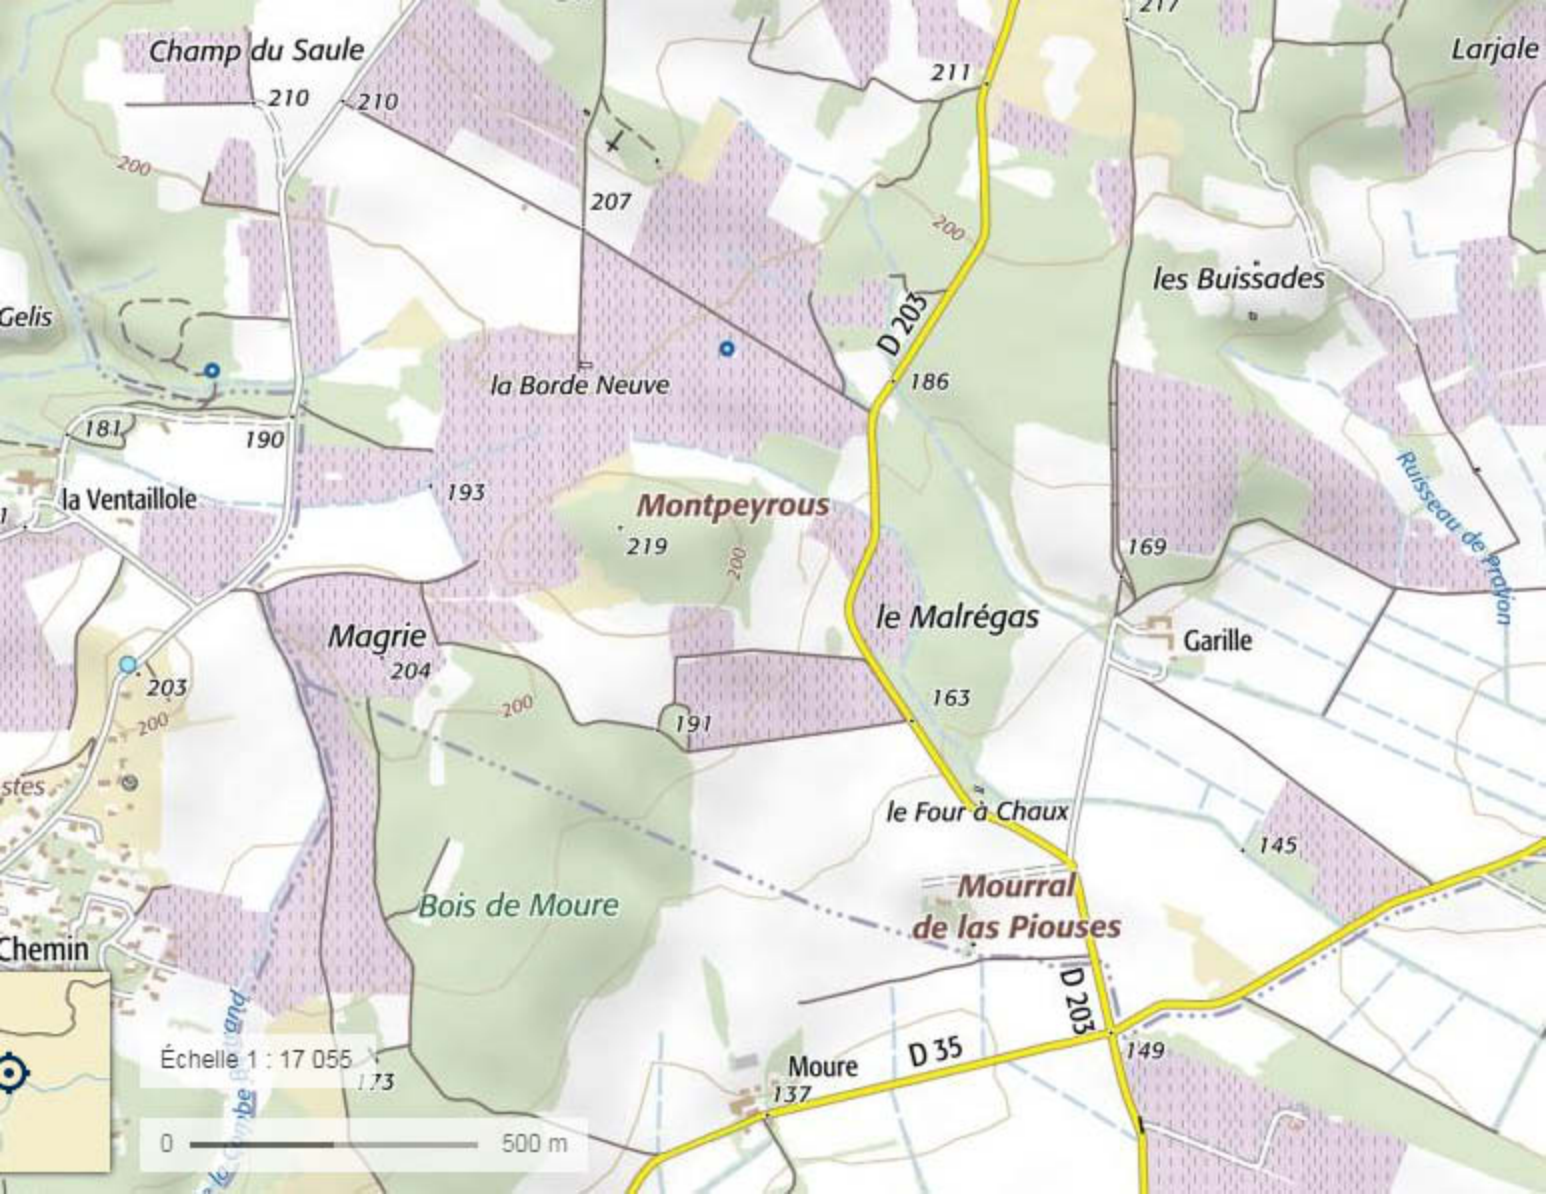 217
Champ du Saule
Larjale
211
210
210
200
207
200
les Buissades
Gelis
D 203
la Borde Neuve
186
181
190
Ruisseau de Prayon
la Ventaillole
193
Montpeyrous
1
219
200
169
le Malrégas
Magrie
Garille
204
203
200
163
200
191
stes
le Four à Chaux
145
Mourral
de las Piouses
Bois de Moure
Chemin
D 203
Échelle 1 : 17 055
D 35
149
Moure
173
137
0
500 m